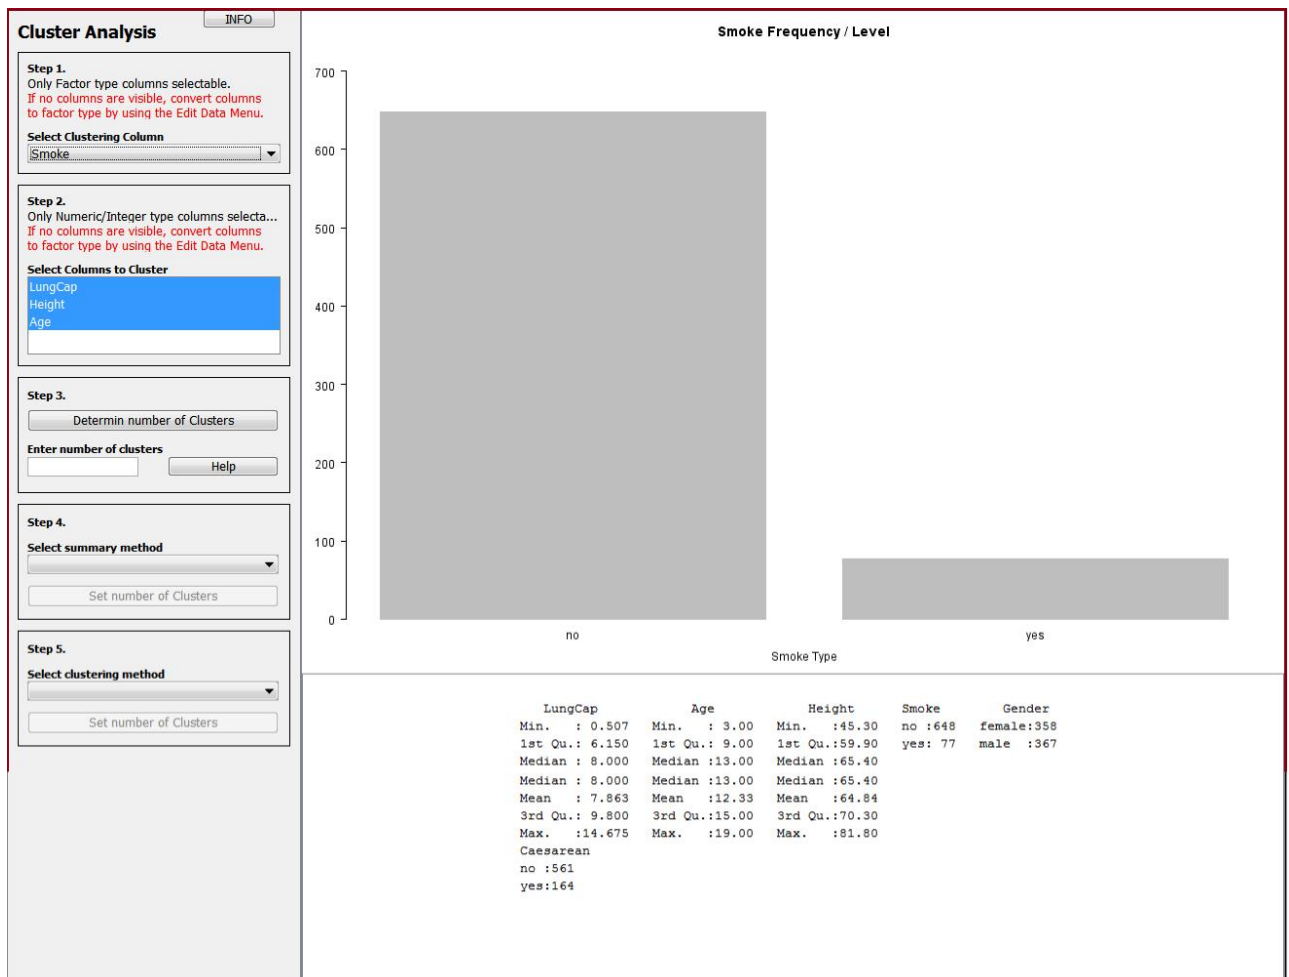 Cluster Analysis
INFO
Step 1.
Only Factor type columns selectable.
If no columns are visible, convert columns
to factor type by using the Edit Data Menu.
Select Clustering Column
Smoke
Step 2.
Only Numeric/Integer type columns selecta...
If no columns are visible, convert columns
to factor type by using the Edit Data Menu.
Select Columns to Cluster
LungCap
Height
Age
Step 3.
Determin number of Clusters
Enter number of clusters
Help
Step 4.
Select summary method
Set number of Clusters
Step 5.
Select clustering method
Set number of Clusters
Smoke Frequency / Level
700
600
500
400
300
200
100
0
no yes
Smoke Type
LungCap Age Height Smoke Gender
Min. : 0.507 Min. : 3.00 Min. :45.30 no :648 female:358
1st Qu.: 6.150 1st Qu.: 9.00 1st Qu.:59.90 yes: 77 male :367
Median : 8.000 Median :13.00 Median :65.40
Median : 8.000 Median :13.00 Median :65.40
Mean : 7.863 Mean :12.33 Mean :64.84
3rd Qu.: 9.800 3rd Qu.:15.00 3rd Qu.:70.30
Max. :14.675 Max. :19.00 Max. :81.80
Caesarean
no :561
yes:164